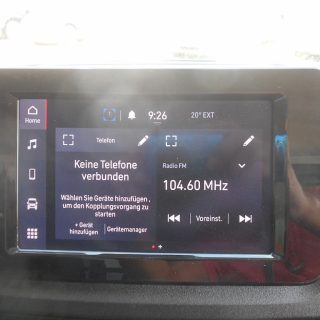 1
9:26
20° EXT
Home
Telefon
Keine Telefone
verbunden
Wählen Sie Geräte hinzufügen ,
um den Kopplungsvorgang zu
starten
+ Gerät
hinzufügen
Gerätemanager
Radio FM
104.60 MHz
Voreinst.